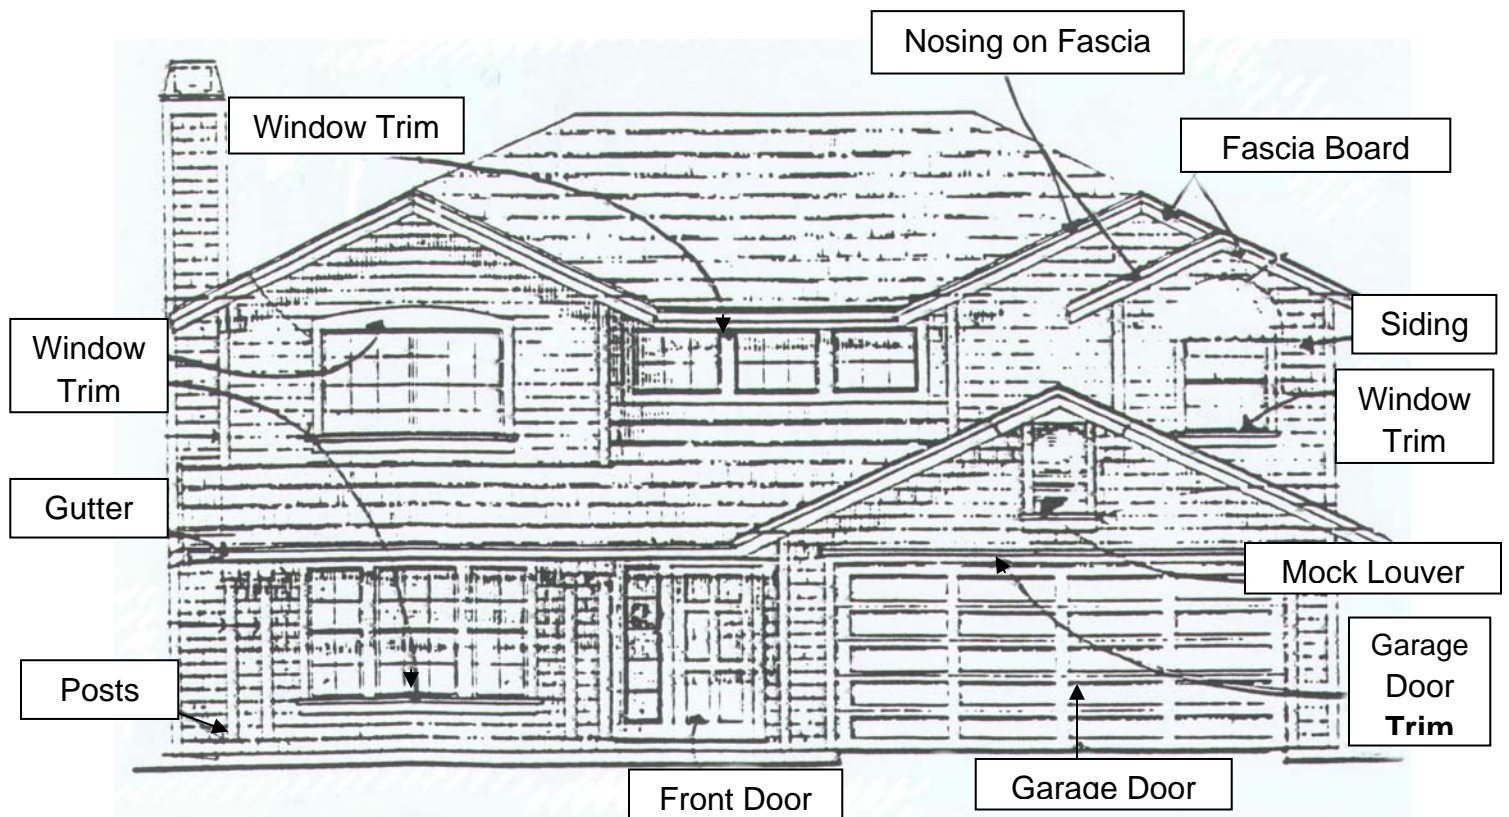 Nosing on Fascia
Window Trim
Fascia Board
Siding
Window
Trim
Window
Trim
Gutter
Mock Louver
Garage
Door
Trim
Posts
Garage Door
Front Door